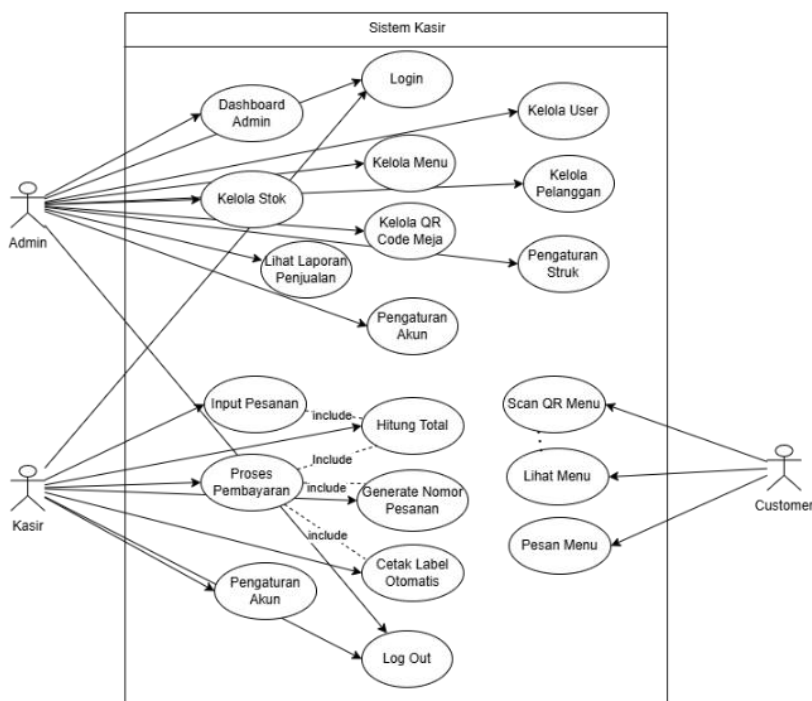 Sistem Kasir
Login
Dashboard
Admin
Kelola User
Kelola Menu
Kelola
Pelanggan
Kelola Stok
Admin
Kelola QR
Code Meja
Lihat Laporan
Penjualan
Pengaturan
Struk
Pengaturan
Akun
Input Pesanan
include
Hitung Total
Scan QR Menu
Include
Proses
Pembayaran
include
Generate Nomor
Pesanan
Lihat Menu
Kasir
Customer
include
Pesan Menu
Cetak Label
Otomatis
Pengaturan
Akun
Log Out